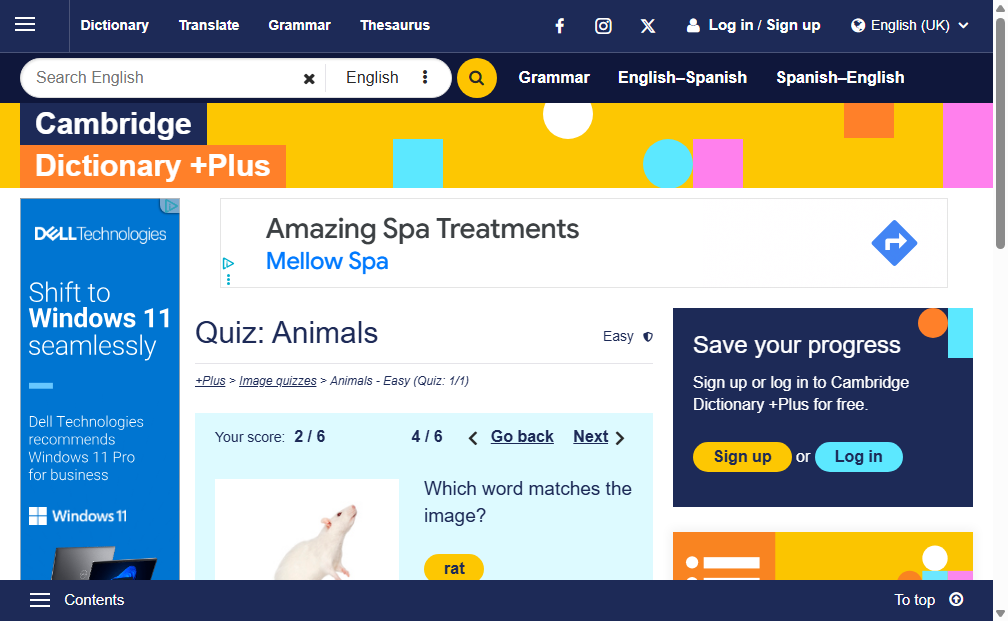 Dictionary Translate Grammar Thesaurus Log in / Sign up English (UK)
Search English English Grammar English–Spanish Spanish–English
Cambridge
Dictionary +Plus
DELLTechnologies
Shift to
Windows 11
seamlessly
Dell Technologies
recommends
Windows 11 Pro
for business
Windows 11
Amazing Spa Treatments
Mellow Spa
Quiz: Animals
Easy
+Plus > Image quizzes > Animals - Easy (Quiz: 1/1)
Your score: 2 / 6 4 / 6 Go back Next
Which word matches the
image?
rat
Save your progress
Sign up or log in to Cambridge
Dictionary +Plus for free.
Sign up or Log in
Contents To top